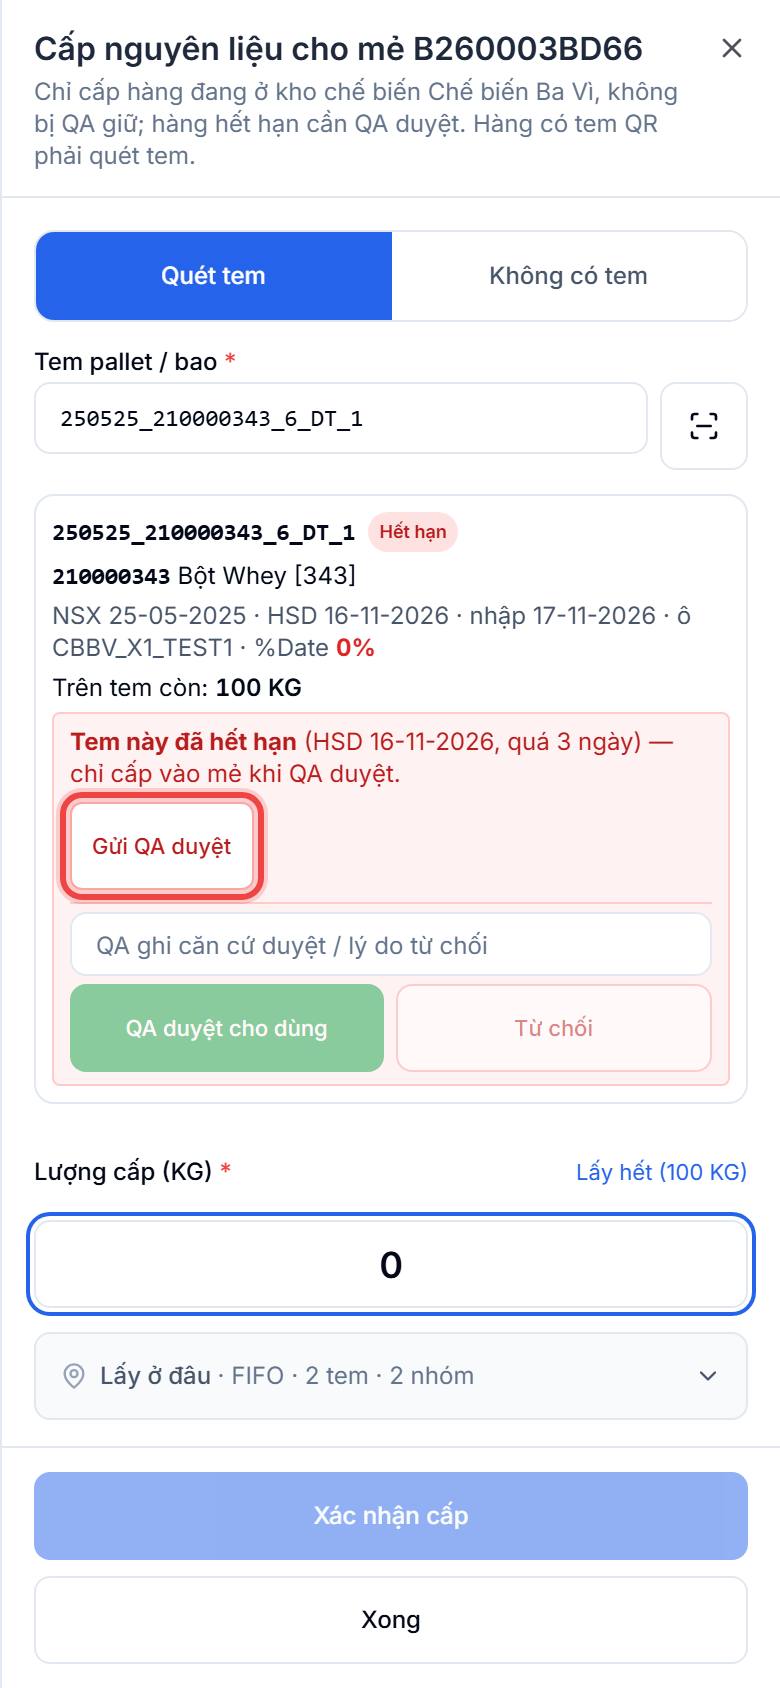 Cấp nguyên liệu cho mẻ B260003BD66
Chỉ cấp hàng đang ở kho chế biến Chế biến Ba Vì, không
bị QA giữ; hàng hết hạn cần QA duyệt. Hàng có tem QR
phải quét tem.
Quét tem
Không có tem
Tem pallet / bao *
250525_210000343_6_DT_1
250525_210000343_6_DT_1 Hết hạn
210000343 Bột Whey [343]
NSX 25-05-2025 · HSD 16-11-2026 · nhập 17-11-2026 · ô
CBBV_X1_TEST1 · %Date 0%
Trên tem còn: 100 KG
Tem này đã hết hạn (HSD 16-11-2026, quá 3 ngày) —
chỉ cấp vào mẻ khi QA duyệt.
Gửi QA duyệt
QA ghi căn cứ duyệt / lý do từ chối
QA duyệt cho dùng
Từ chối
Lượng cấp (KG) *
Lấy hết (100 KG)
0
Lấy ở đâu · FIFO · 2 tem · 2 nhóm
Xác nhận cấp
Xong